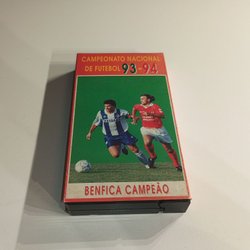 CAMPEONATO NACIONAL
DE FUTEBOL 93-94
BENFICA CAMPEÃO